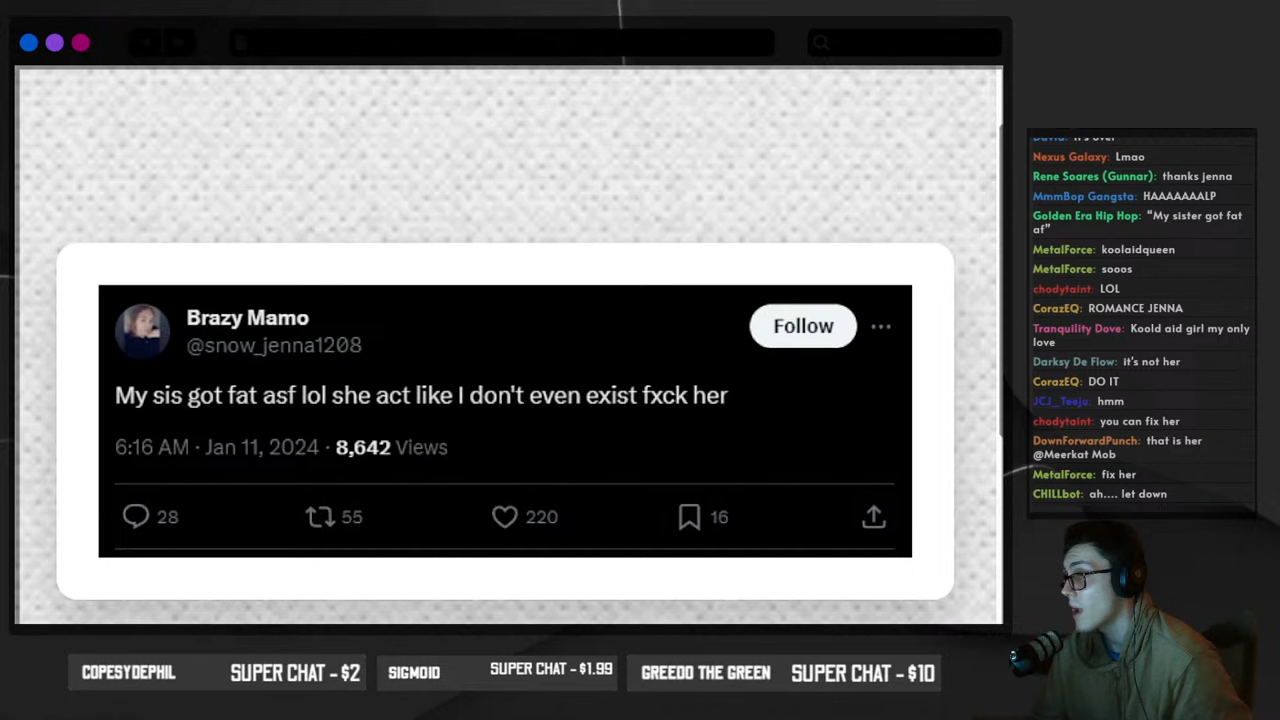 Brazy Mamo
@snow_jenna1208
Follow
My sis got fat asf lol she act like I don't even exist fxck her
6:16 AM · Jan 11, 2024 · 8,642 Views
28
55
220
16
Nexus Galaxy: Lmao
Rene Soares (Gunnar): thanks jenna
MmmBop Gangsta: HAAAAAAALP
Golden Era Hip Hop: “My sister got fat
af”
MetalForce: koolaidqueen
MetalForce: sooos
chodytaint: LOL
CorazEQ: ROMANCE JENNA
Tranquility Dove: Koold aid girl my only
love
Darksy De Flow: it's not her
CorazEQ: DO IT
JCJ_Teeju: hmm
chodytaint: you can fix her
DownForwardPunch: that is her
@Meerkat Mob
MetalForce: fix her
CHILLbot: ah.... let down
COPESYDEPHIL SUPER CHAT - $2
SIGMOID SUPER CHAT - $1.99
GREEDO THE GREEN SUPER CHAT - $10